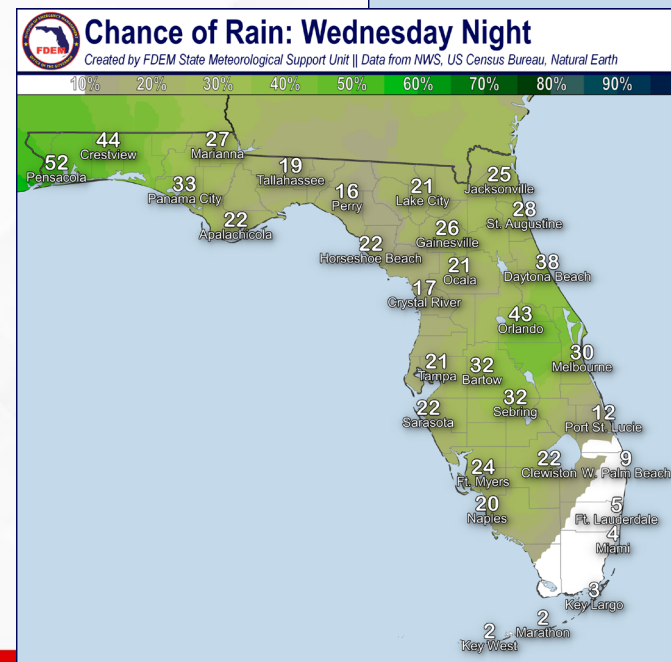 FDEM
Chance of Rain: Wednesday Night
Created by FDEM State Meteorological Support Unit || Data from NWS, US Census Bureau, Natural Earth
10% 20% 30% 40% 50% 60% 70% 80% 90%
44
Crestview
27
Marianna
52
Pensacola
19
Tallahassee
33
Panama City
16
Perry
21
Lake City
25
Jacksonville
22
Apalachicola
28
St. Augustine
26
Gainesville
22
Horseshoe Beach
21
Ocala
38
Daytona Beach
17
Crystal River
43
Orlando
21
Tampa
32
Bartow
30
Melbourne
22
Sarasota
32
Sebring
12
Port St. Lucie
24
Ft. Myers
22
Clewiston
9
W. Palm Beach
20
Naples
5
Ft. Lauderdale
4
Miami
3
Key Largo
2
Marathon
2
Key West